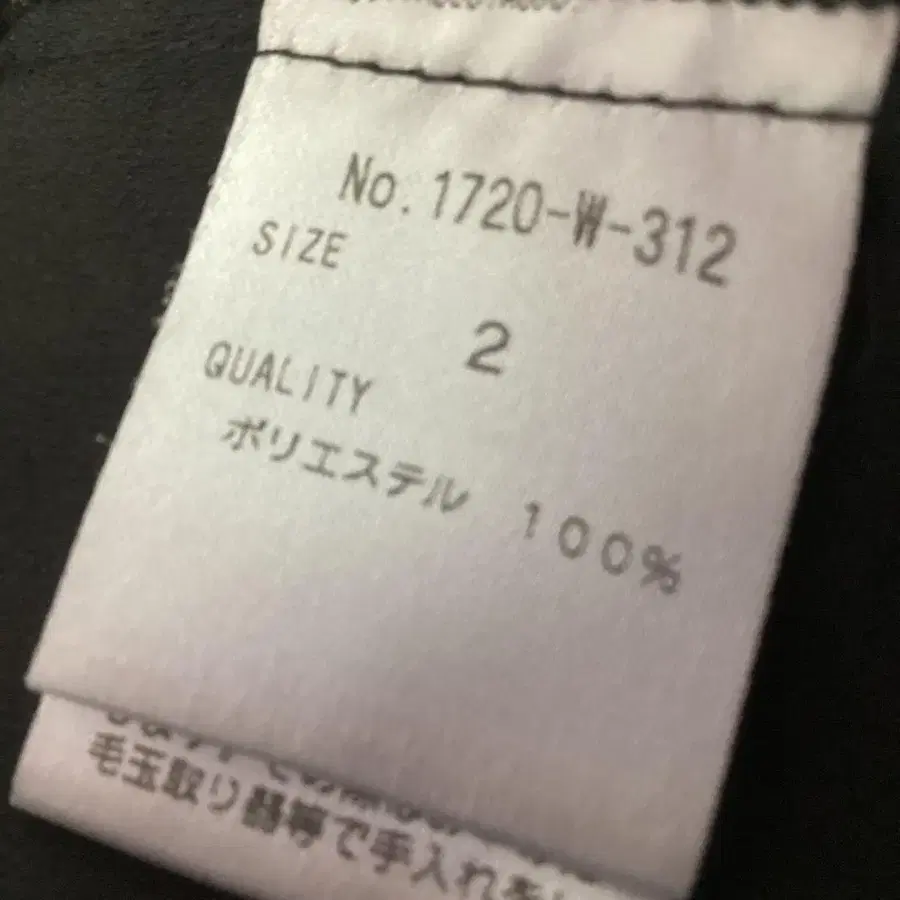 No. 1720-W-312
SIZE
2
QUALITY
ポリエステル 100%
毛玉取り器等で手入れを